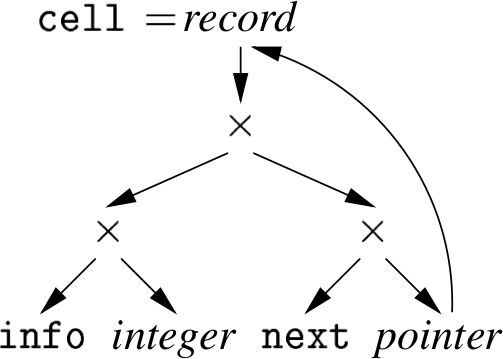 cell = record
×
× ×
info integer next pointer